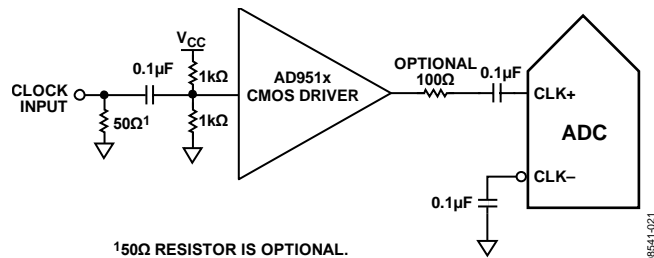 VCC
0.1µF
1kΩ
CLOCK
INPUT
50Ω1
1kΩ
AD951x
CMOS DRIVER
OPTIONAL
100Ω
0.1µF
CLK+
ADC
CLK–
0.1µF
150Ω RESISTOR IS OPTIONAL.
08541-021